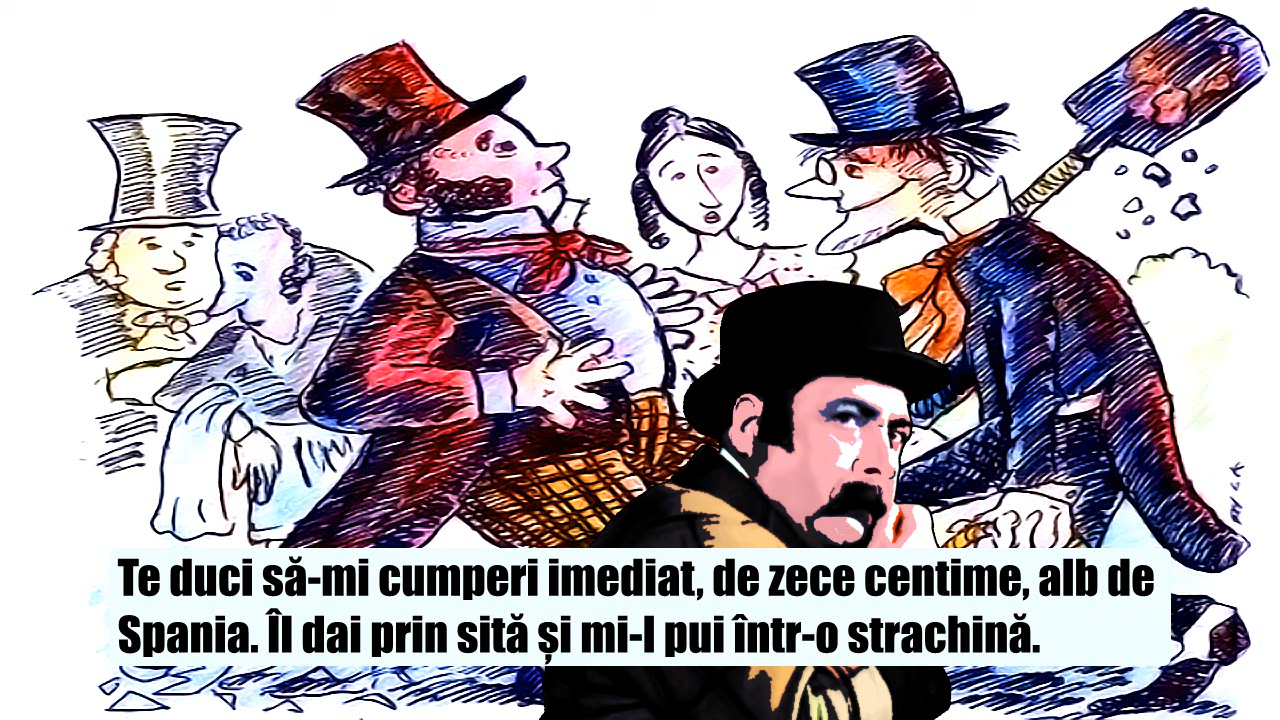 Te duci să-mi cumperi imediat, de zece centime, alb de
Spania. Îl dai prin sită și mi-l pui într-o strachină.